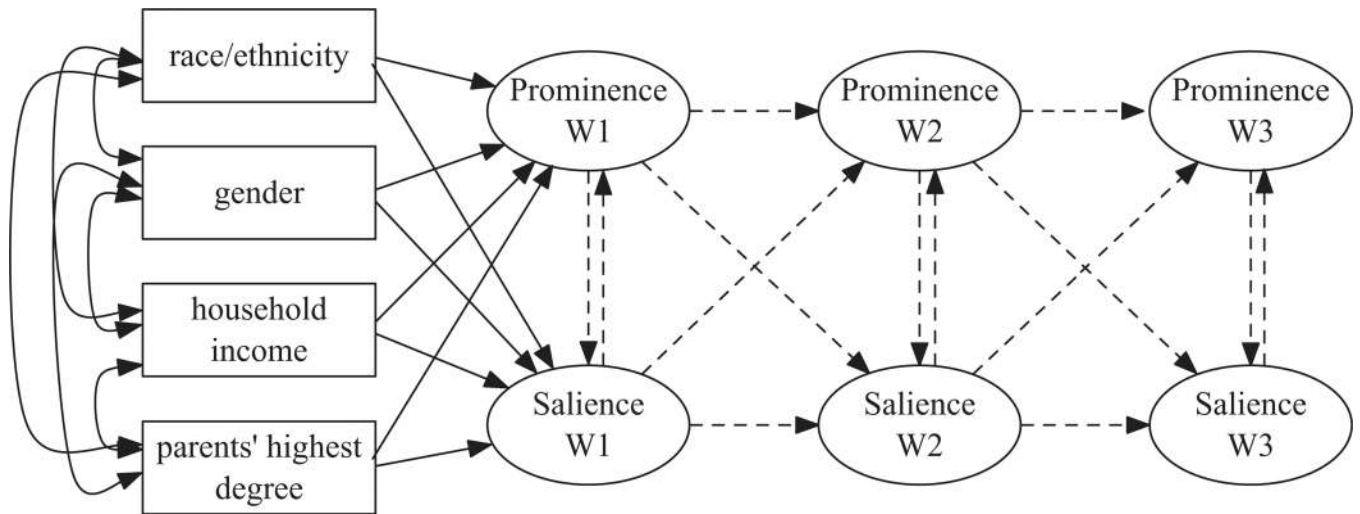 race/ethnicity
gender
household
income
parents' highest
degree
Prominence
W1
Prominence
W2
Prominence
W3
Salience
W1
Salience
W2
Salience
W3